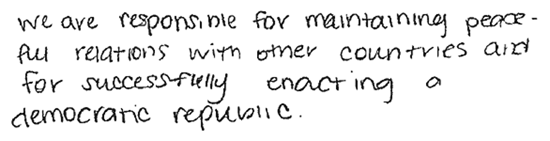 we are responsible for maintaining peace-
ful relations with other countries and
for successfully enacting a
democratic republic.